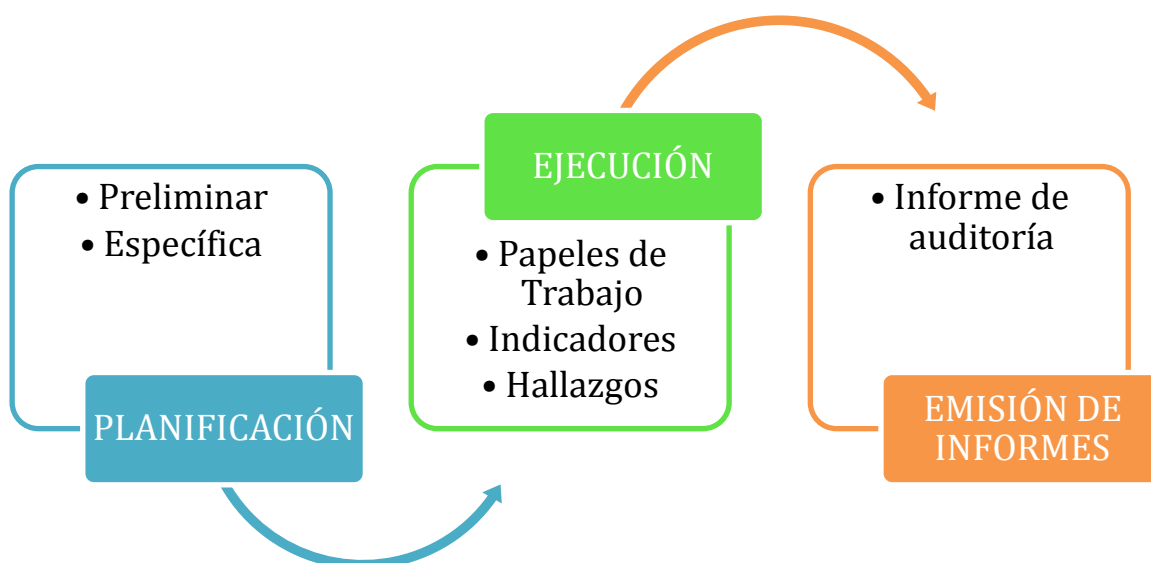 • Preliminar
• Específica
PLANIFICACIÓN
EJECUCIÓN
• Papeles de
Trabajo
• Indicadores
• Hallazgos
• Informe de
auditoría
EMISIÓN DE
INFORMES